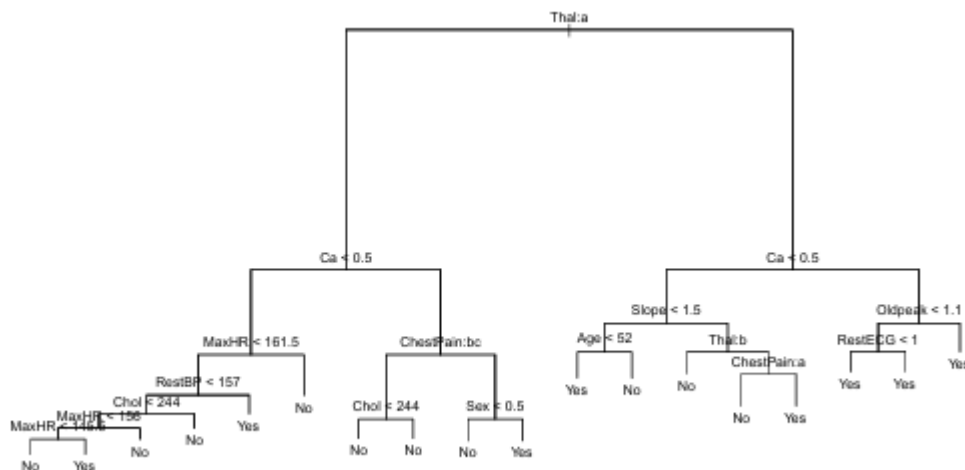 Thal:a
Ca < 0.5
Ca < 0.5
Slope < 1.5
Oldpeak < 1.1
MaxHR < 161.5
ChestPain:bc
Age < 52
Thal:b
RestECG < 1
Yes
ChestPain:a
RestBP < 157
No
Yes
No
No
Yes
Yes
Chol < 244
Chol < 244
Sex < 0.5
No
Yes
MaxHR < 156
No
Yes
MaxHR <
No
No
No
No
Yes
No
Yes